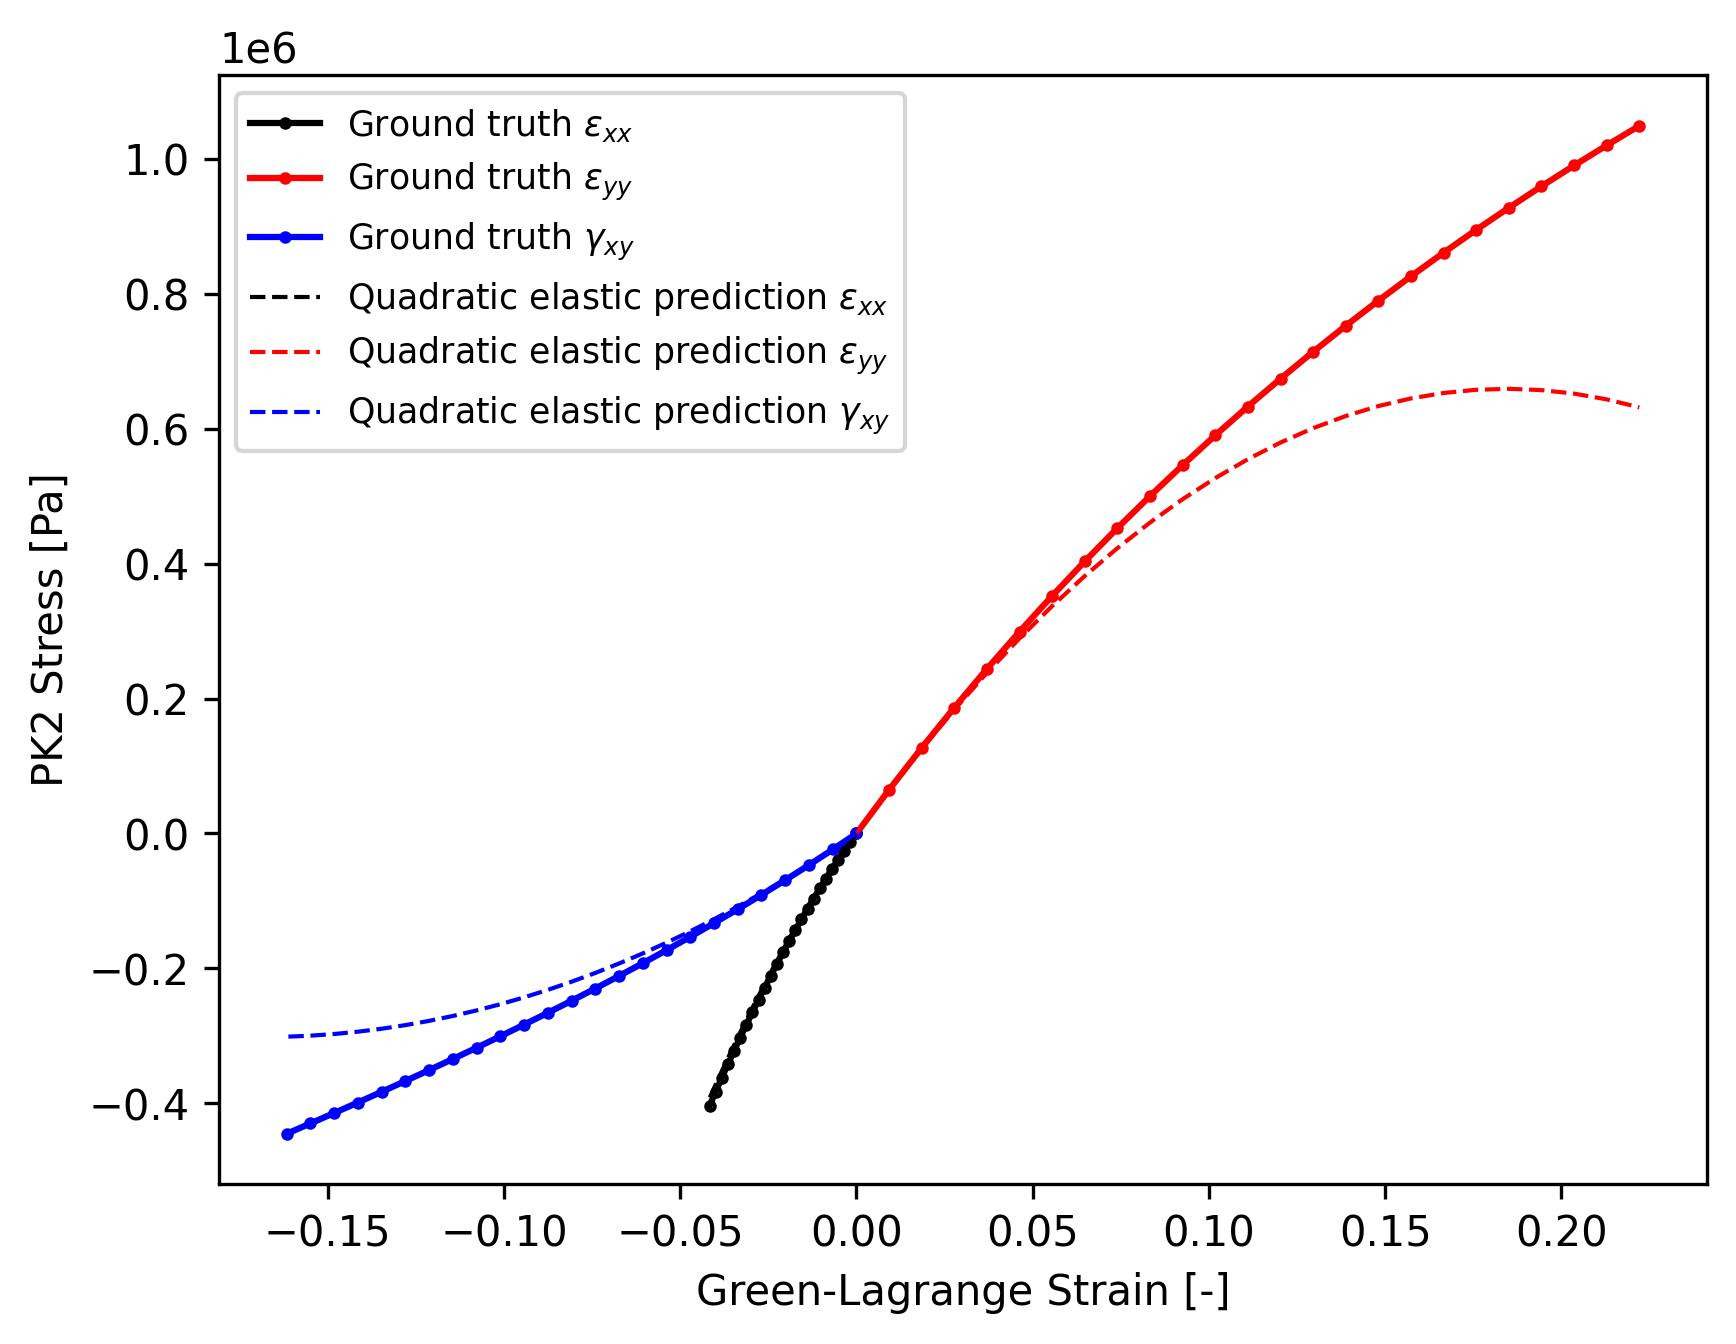 1e6
Ground truth εxx
Ground truth εyy
Ground truth γxy
Quadratic elastic prediction εxx
Quadratic elastic prediction εyy
Quadratic elastic prediction γxy
1.0
0.8
0.6
0.4
0.2
0.0
−0.2
−0.4
PK2 Stress [Pa]
−0.15 −0.10 −0.05 0.00 0.05 0.10 0.15 0.20
Green-Lagrange Strain [-]